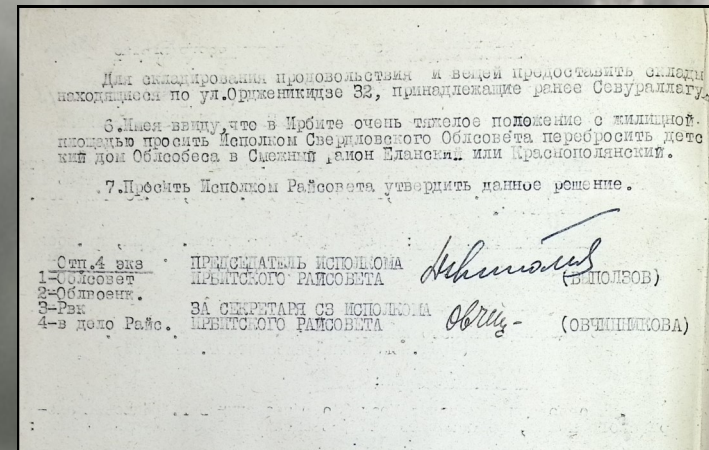 Для складирования продовольствия и вещей предоставить склады
находящиеся по ул.Ордженикидзе 32, принадлежащие ранее Севураллагу.
6.Имея ввиду,что в Ирбите очень тяжелое положение с жилищной
площадью просить Исполком Свердловского Облсовета перебросить детс
кий дом Облсобеса в Смежный район Еланский или Краснополянский.
7.Просить Исполком Райсовета утвердить данное решение.
Отп.4 экз ПРЕДСЕДАТЕЛЬ ИСПОЛКОМА
1-Облсовет ИРБИТСКОГО РАЙСОВЕТА (ВЫПОЛЗОВ)
2-Облвоенк.
3-Рвк ЗА СЕКРЕТАРЯ СЗ ИСПОЛКОМА
4-в дело Райс. ИРБИТСКОГО РАЙСОВЕТА (ОВЧИННИКОВА)